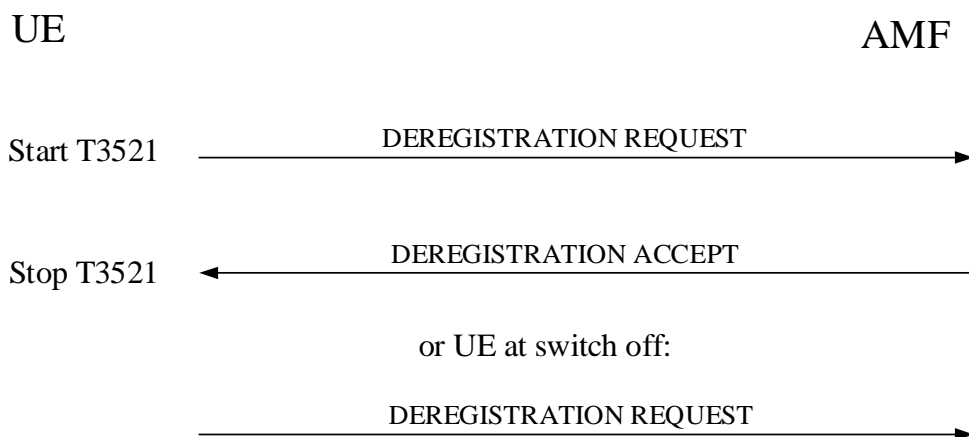 UE
AMF
Start T3521
DEREGISTRATION REQUEST
Stop T3521
DEREGISTRATION ACCEPT
or UE at switch off:
DEREGISTRATION REQUEST